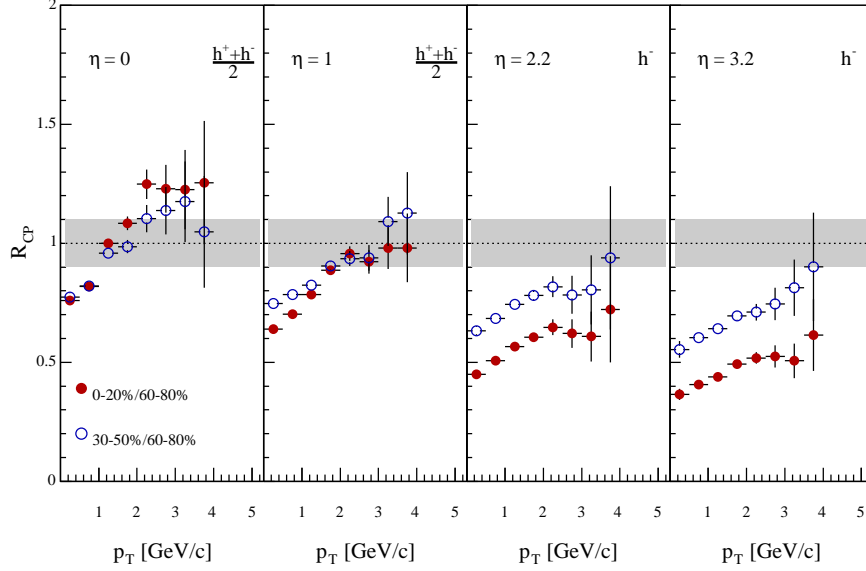 2
1.5
1
0.5
0
R_CP
η = 0
h⁺+h⁻
2
η = 1
h⁺+h⁻
2
η = 2.2 h⁻
η = 3.2 h⁻
0-20%/60-80%
30-50%/60-80%
1 2 3 4 5
1 2 3 4 5
1 2 3 4 5
1 2 3 4 5
p_T [GeV/c]
p_T [GeV/c]
p_T [GeV/c]
p_T [GeV/c]